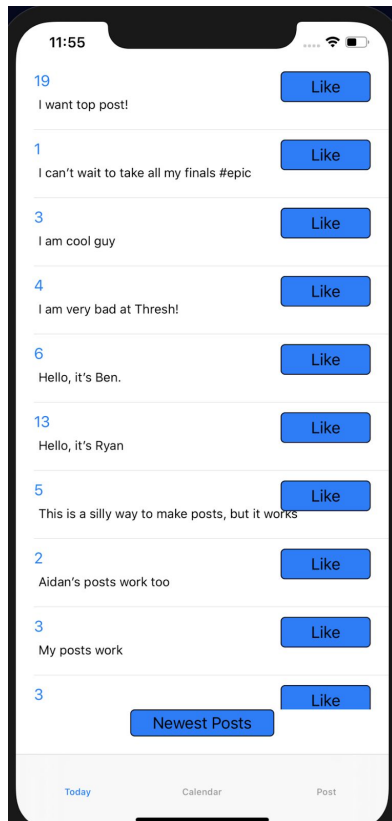 11:55
19
Like
I want top post!
1
Like
I can't wait to take all my finals #epic
3
Like
I am cool guy
4
Like
I am very bad at Thresh!
6
Like
Hello, it's Ben.
13
Like
Hello, it's Ryan
5
Like
This is a silly way to make posts, but it works
2
Like
Aidan's posts work too
3
Like
My posts work
3
Like
Newest Posts
Today Calendar Post